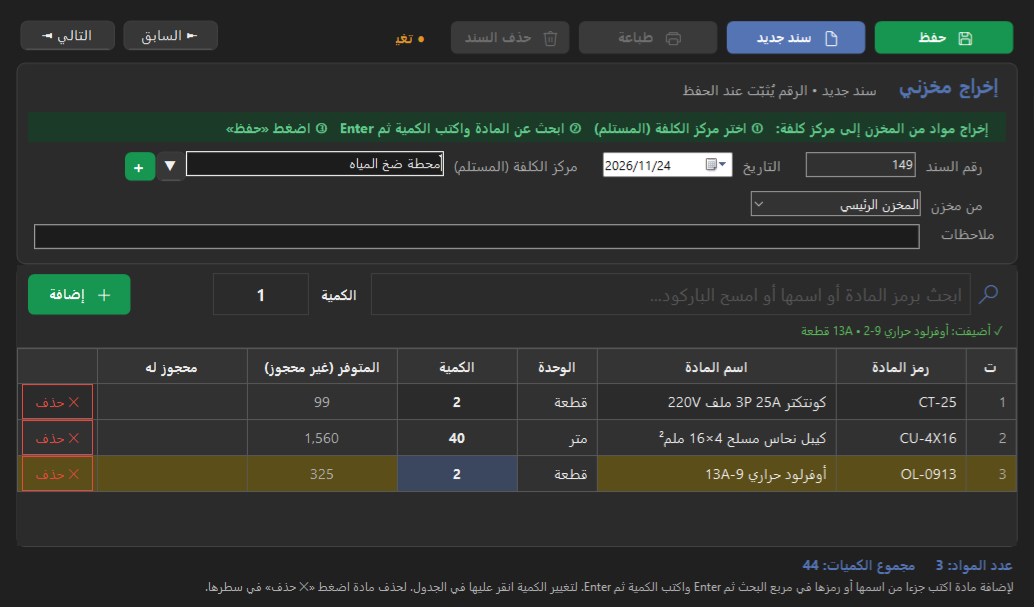 حفظ
سند جديد
طباعة
حذف السند
● تغي
السابق
التالي
إخراج مخزني سند جديد • الرقم يُثبّت عند الحفظ
إخراج مواد من المخزن إلى مركز كلفة: ① اختر مركز الكلفة (المستلم) ② ابحث عن المادة واكتب الكمية ثم Enter ③ اضغط «حفظ»
رقم السند 149 التاريخ 2026/11/24 مركز الكلفة (المستلم) محطة ضخ المياه ▼ +
من مخزن المخزن الرئيسي
ملاحظات
ابحث برمز المادة أو اسمها أو امسح الباركود... الكمية 1 + إضافة
✓ أضيفت: أوفرلود حراري 9-13A • 2 قطعة
ت رمز المادة اسم المادة الوحدة الكمية المتوفر (غير محجوز) محجوز له
1 CT-25 كونتكتر 3P 25A ملف 220V قطعة 2 99 ✕ حذف
2 CU-4X16 كيبل نحاس مسلح 4×16 ملم² متر 40 1,560 ✕ حذف
3 OL-0913 أوفرلود حراري 9-13A قطعة 2 325 ✕ حذف
عدد المواد: 3 مجموع الكميات: 44
لإضافة مادة اكتب جزءا من اسمها أو رمزها في مربع البحث ثم Enter واكتب الكمية ثم Enter. لتغيير الكمية انقر عليها في الجدول. لحذف مادة اضغط «✕ حذف» في سطرها.